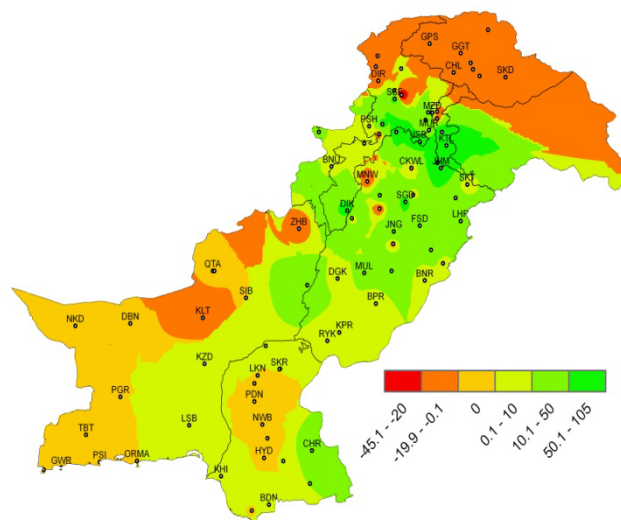 GPS
GGT
CHL
SKD
DIR
MZD
PSH
MUR
ISB
KTL
BNU
CKWL
JHM
MNW
SKT
DIK
SGD
LHR
JNG
FSD
ZHB
QTA
DGK
MUL
BNR
SIB
BPR
NKD
DBN
KLT
KPR
RYK
KZD
LKN
SKR
PGR
PDN
LSB
NWB
TBT
CHR
HYD
GWR
PSI
ORMA
KHI
BDN
-45.1 - -20
-19.9 - -0.1
0
0.1 - 10
10.1 - 50
50.1 - 105